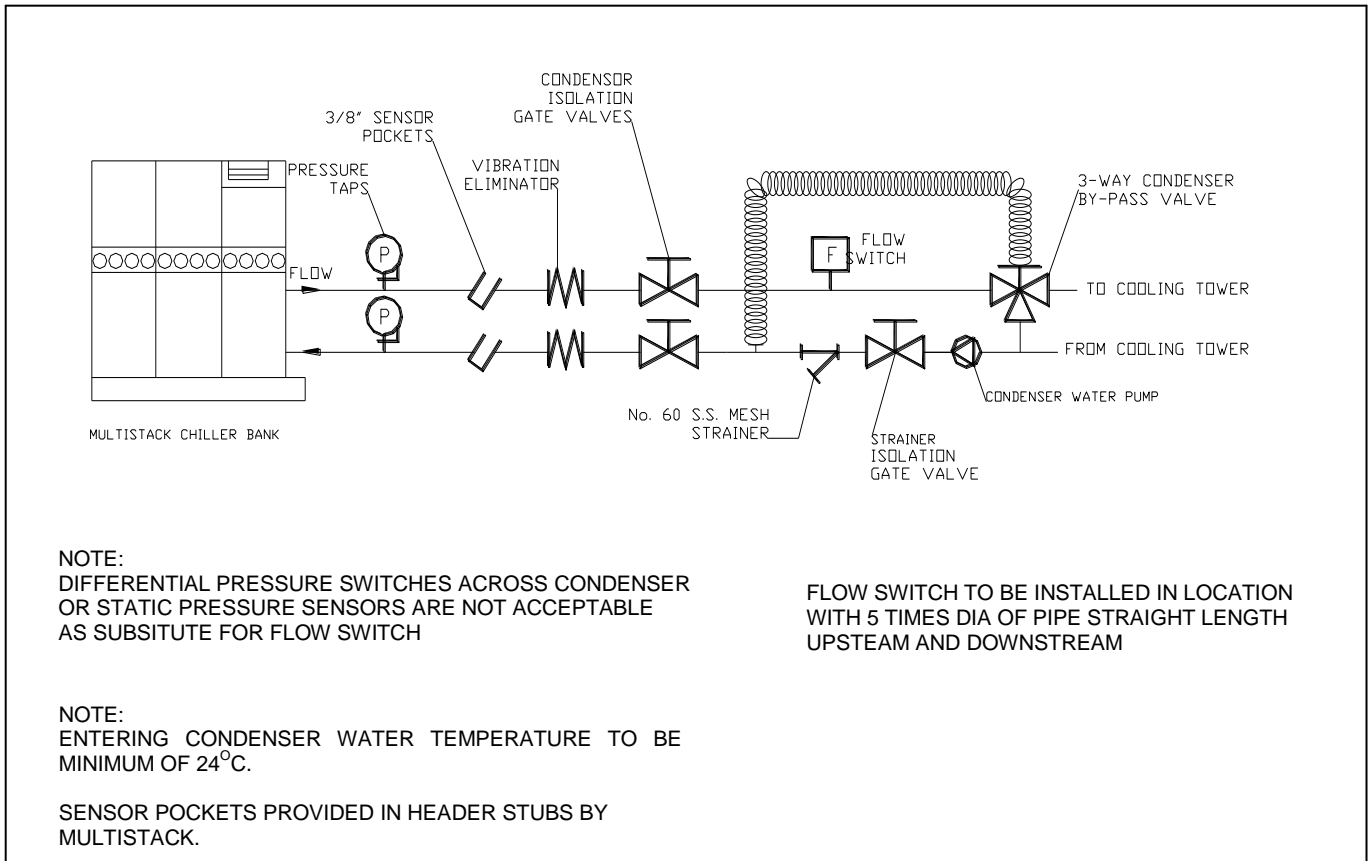 CONDENSOR
ISOLATION
GATE VALVES
3/8" SENSOR
POCKETS
PRESSURE
TAPS
VIBRATION
ELIMINATOR
3-WAY CONDENSER
BY-PASS VALVE
P
FLOW
F
FLOW
SWITCH
TO COOLING TOWER
P
FROM COOLING TOWER
CONDENSER WATER PUMP
No. 60 S.S. MESH
STRAINER
STRAINER
ISOLATION
GATE VALVE
MULTISTACK CHILLER BANK
NOTE:
DIFFERENTIAL PRESSURE SWITCHES ACROSS CONDENSER
OR STATIC PRESSURE SENSORS ARE NOT ACCEPTABLE
AS SUBSITUTE FOR FLOW SWITCH
FLOW SWITCH TO BE INSTALLED IN LOCATION
WITH 5 TIMES DIA OF PIPE STRAIGHT LENGTH
UPSTEAM AND DOWNSTREAM
NOTE:
ENTERING CONDENSER WATER TEMPERATURE TO BE
MINIMUM OF 24°C.
SENSOR POCKETS PROVIDED IN HEADER STUBS BY
MULTISTACK.